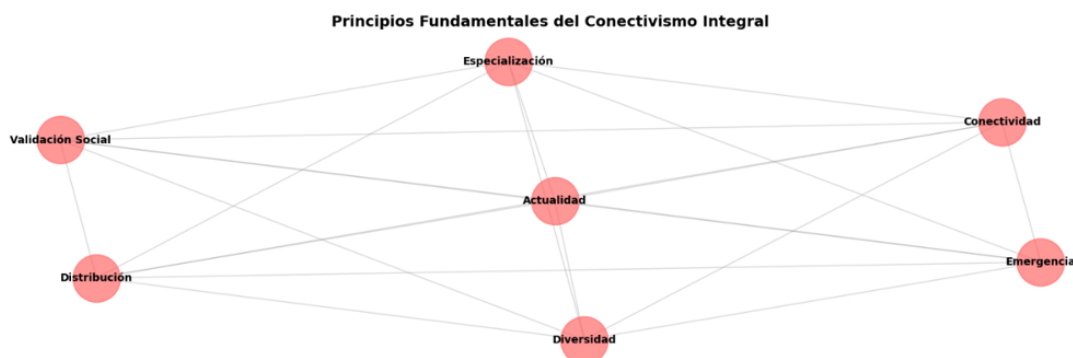 Principios Fundamentales del Conectivismo Integral
Especialización
Conectividad
Validación Social
Actualidad
Emergencia
Distribución
Diversidad